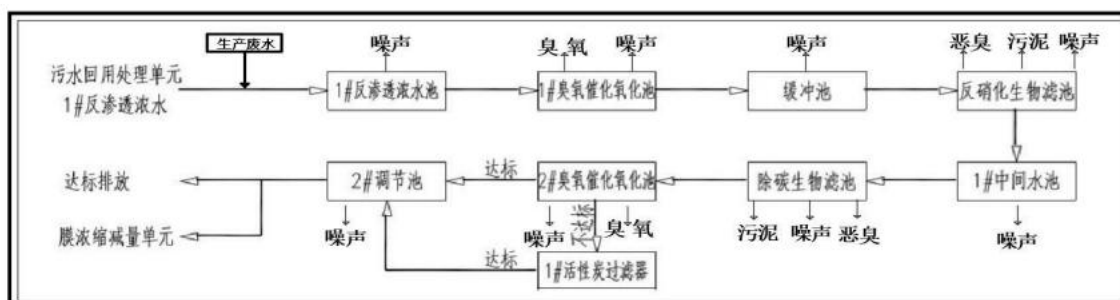 生产废水
噪声
臭氧
噪声
噪声
恶臭 污泥 噪声
污水回用处理单元
1#反渗透浓水
1#反渗透浓水池
1#臭氧催化氧化池
缓冲池
反硝化生物滤池
达标排放
2#调节池
达标
2#臭氧催化氧化池
除碳生物滤池
1#中间水池
膜浓缩减量单元
噪声
噪声
不达标
臭氧
污泥 噪声 恶臭
噪声
达标
1#活性炭过滤器